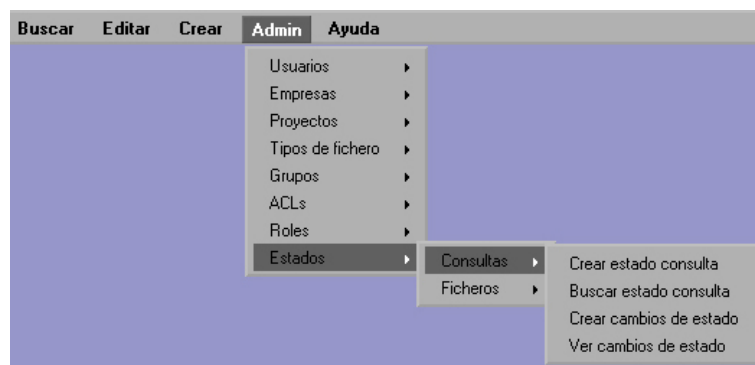 Buscar Editar Crear Admin Ayuda
Usuarios
Empresas
Proyectos
Tipos de fichero
Grupos
ACLs
Roles
Estados Consultas Crear estado consulta
Ficheros Buscar estado consulta
Crear cambios de estado
Ver cambios de estado